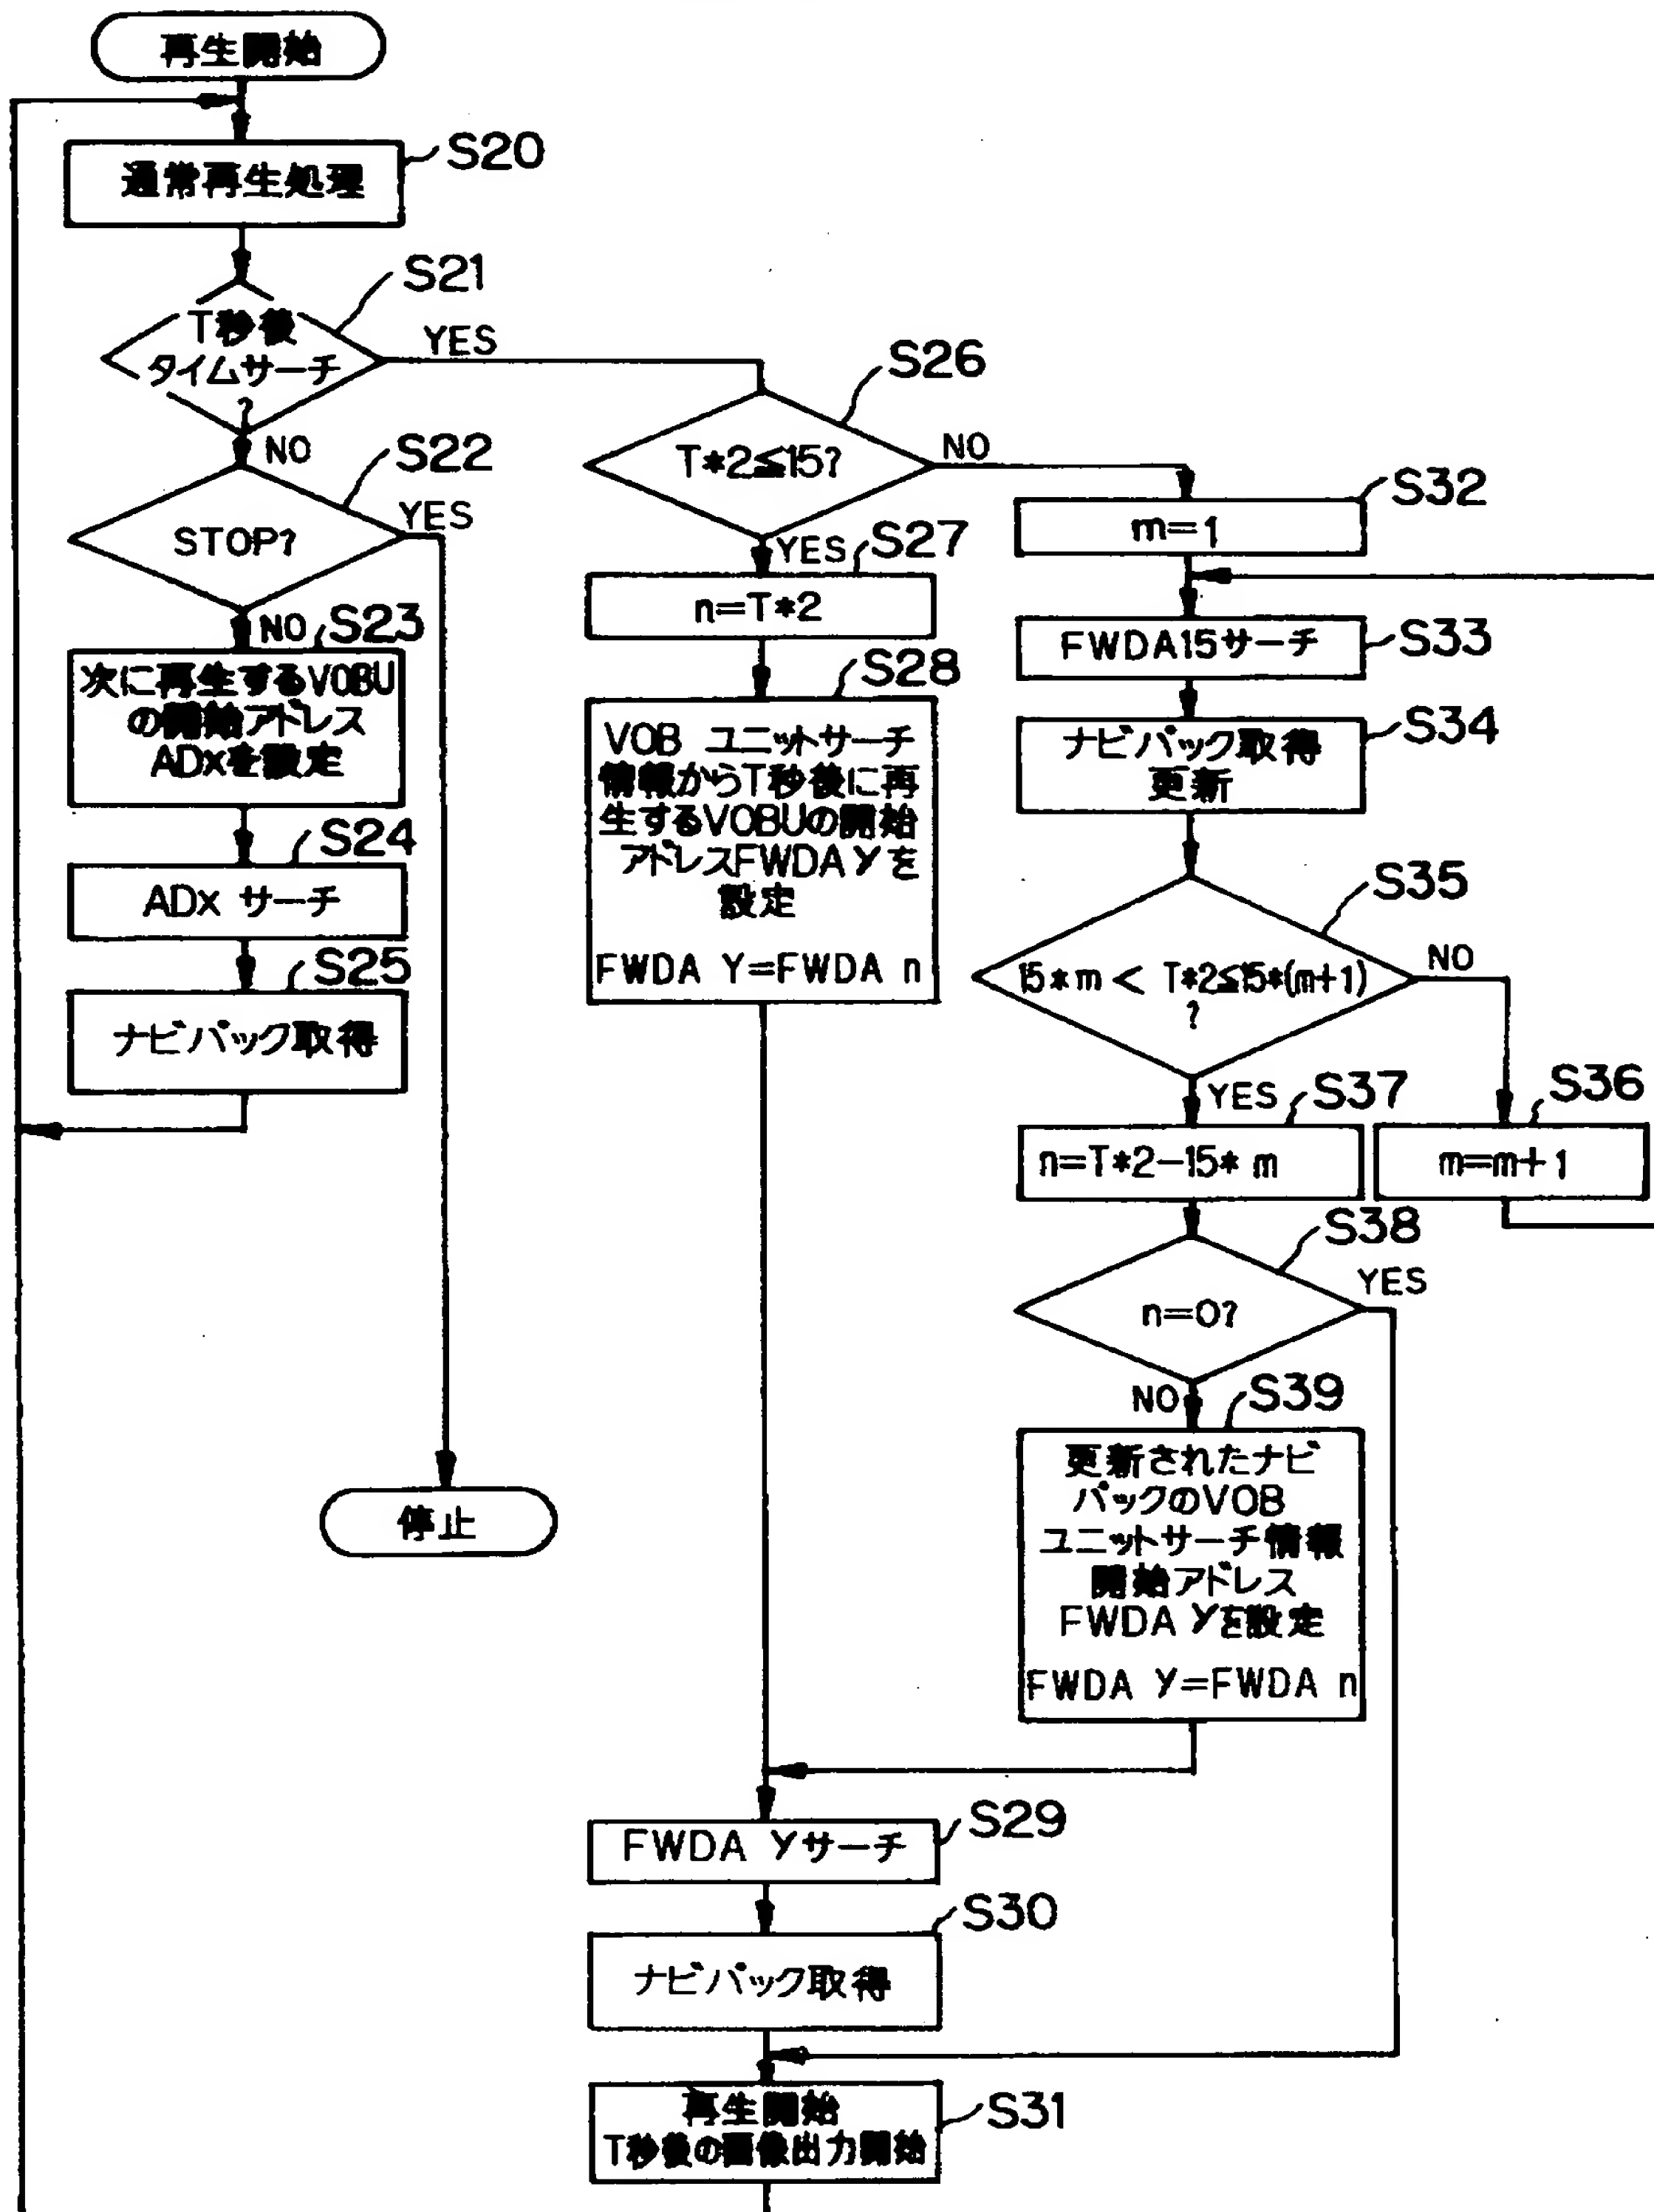 再生開始
通常再生処理
S20
T秒後
タイムサーチ
?
S21
YES
NO
STOP?
S22
YES
NO
S23
次に再生するVOBU
の開始アドレス
ADxを設定
S24
ADx サーチ
S25
ナビパック取得
停止
S26
T*2≦15?
NO
YES
S27
n=T*2
S28
VOB ユニットサーチ
情報からT秒後に再
生するVOBUの開始
アドレスFWDA Yを
設定
FWDA Y=FWDA n
S32
m=1
FWDA15サーチ
S33
ナビパック取得
更新
S34
S35
15*m < T*2≦15*(m+1)
?
NO
YES
S37
n=T*2-15* m
S36
m=m+1
S38
n=0?
YES
NO
S39
更新されたナビ
パックのVOB
ユニットサーチ情報
開始アドレス
FWDA Yを設定
FWDA Y=FWDA n
FWDA Yサーチ
S29
S30
ナビパック取得
再生開始
T秒後の画像出力開始
S31